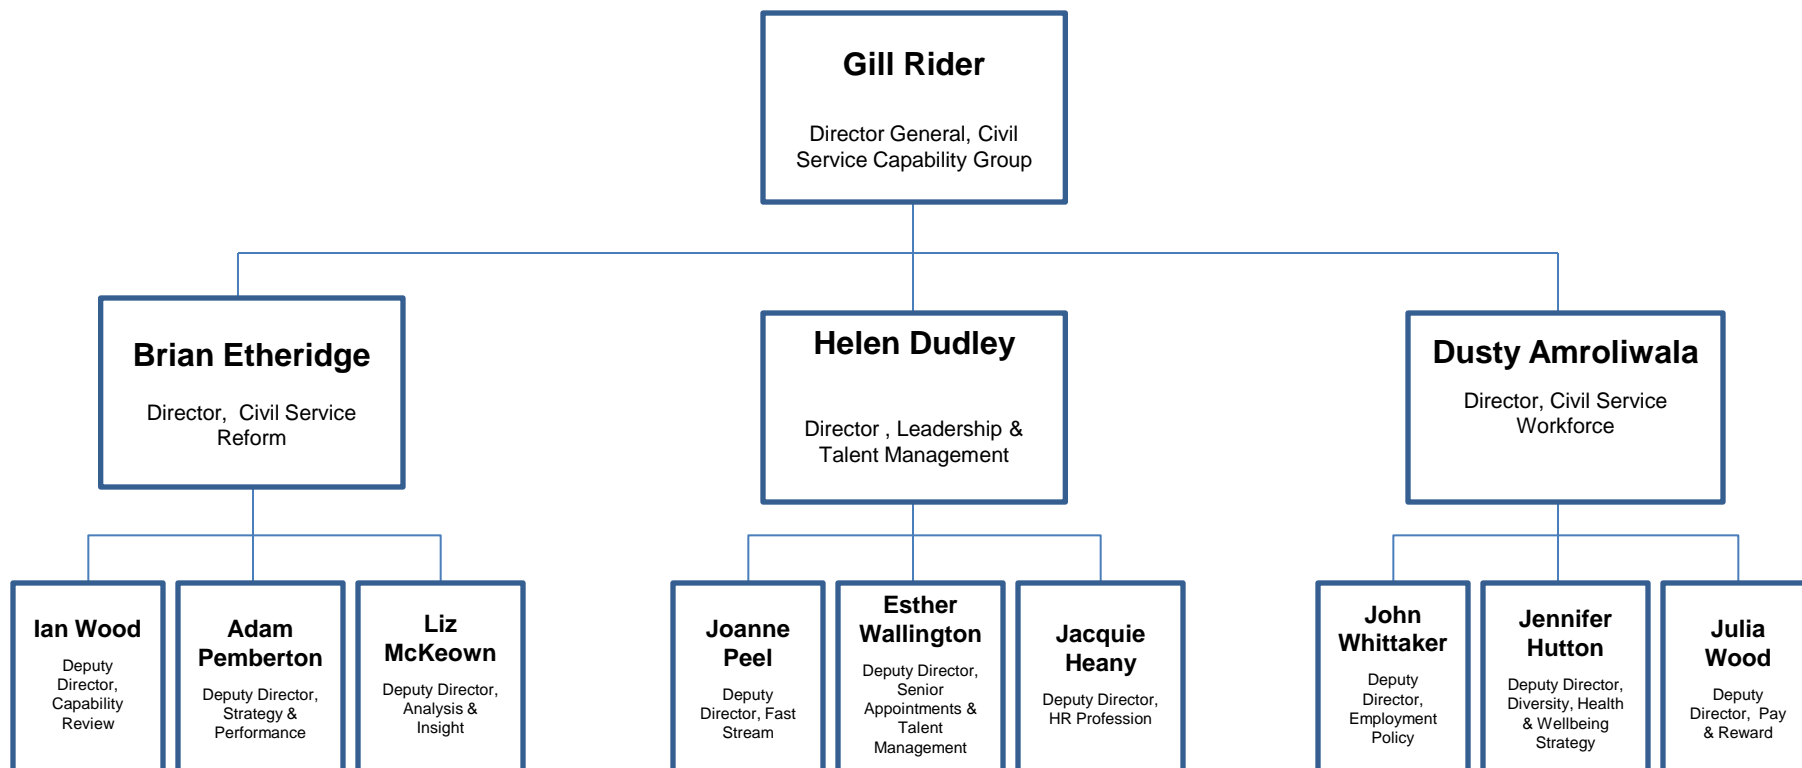 Gill Rider
Director General, Civil
Service Capability Group
Brian Etheridge
Director, Civil Service
Reform
Helen Dudley
Director , Leadership &
Talent Management
Dusty Amroliwala
Director, Civil Service
Workforce
Ian Wood
Deputy
Director,
Capability
Review
Adam
Pemberton
Deputy Director,
Strategy &
Performance
Liz
McKeown
Deputy Director,
Analysis &
Insight
Joanne
Peel
Deputy
Director, Fast
Stream
Esther
Wallington
Deputy Director,
Senior
Appointments &
Talent
Management
Jacquie
Heany
Deputy Director,
HR Profession
John
Whittaker
Deputy
Director,
Employment
Policy
Jennifer
Hutton
Deputy Director,
Diversity, Health
& Wellbeing
Strategy
Julia
Wood
Deputy
Director, Pay
& Reward